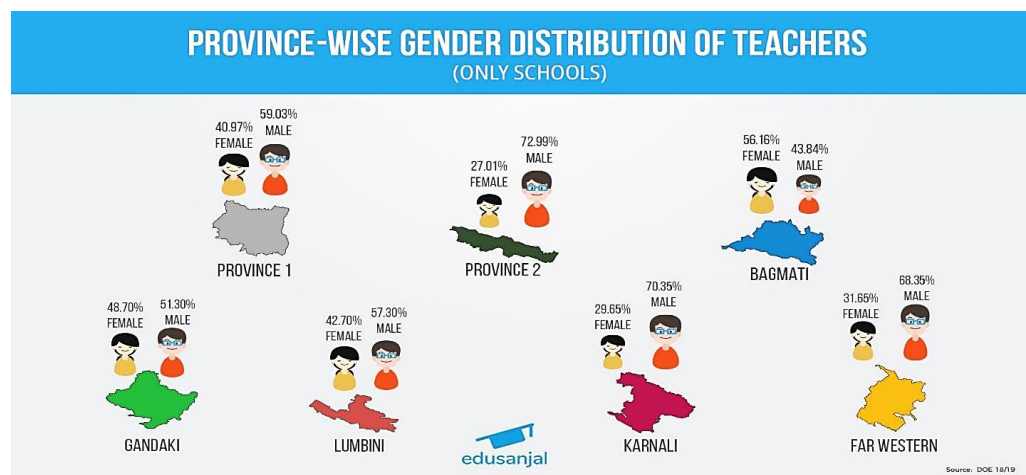 PROVINCE-WISE GENDER DISTRIBUTION OF TEACHERS
(ONLY SCHOOLS)
40.97%
FEMALE
59.03%
MALE
PROVINCE 1
27.01%
FEMALE
72.99%
MALE
PROVINCE 2
56.16%
FEMALE
43.84%
MALE
BAGMATI
48.70%
FEMALE
51.30%
MALE
GANDAKI
42.70%
FEMALE
57.30%
MALE
LUMBINI
29.65%
FEMALE
70.35%
MALE
KARNALI
31.65%
FEMALE
68.35%
MALE
FAR WESTERN
edusanjal
Source: DOE 18/19